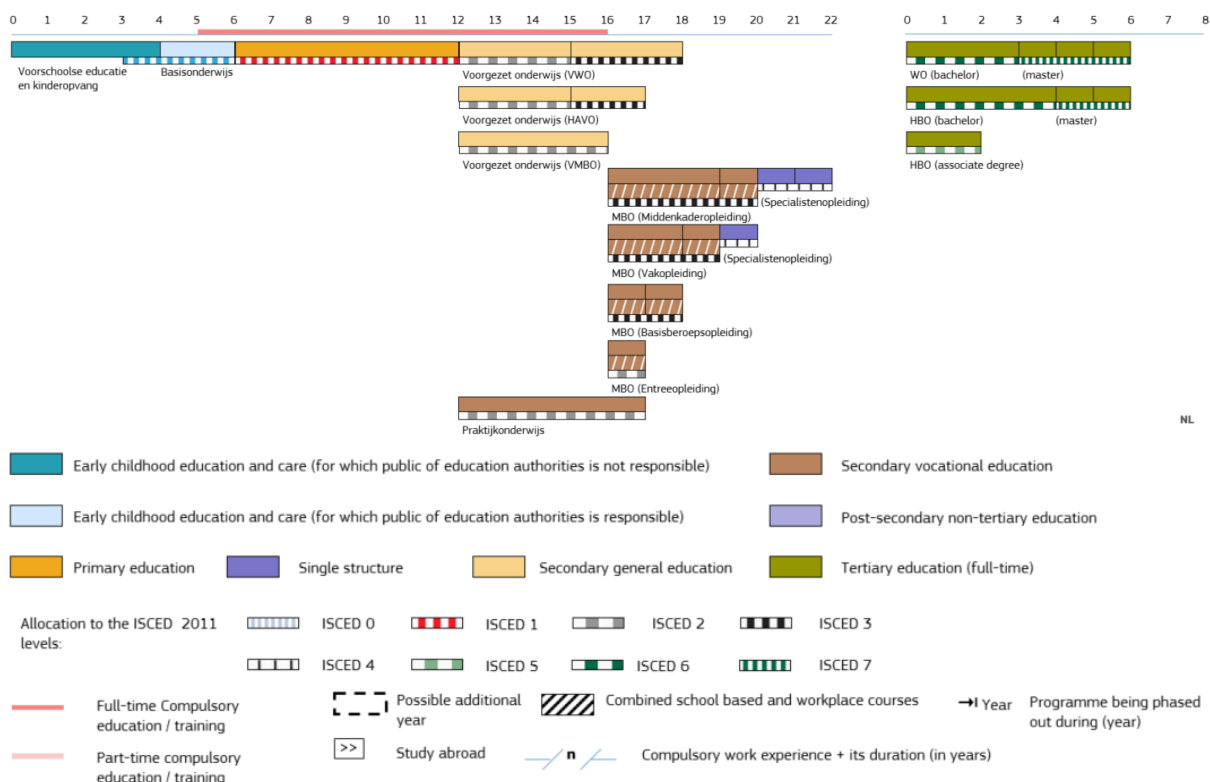 0 1 2 3 4 5 6 7 8 9 10 11 12 13 14 15 16 17 18 19 20 21 22 0 1 2 3 4 5 6 7 8
Voorschoolse educatie
en kinderopvang
Basisonderwijs
Voorgezet onderwijs (VWO)
WO (bachelor) (master)
Voorgezet onderwijs (HAVO)
HBO (bachelor) (master)
Voorgezet onderwijs (VMBO)
HBO (associate degree)
(Specialistenopleiding)
MBO (Middenkaderopleiding)
(Specialistenopleiding)
MBO (Vakopleiding)
MBO (Basisberoepsopleiding)
MBO (Entreeopleiding)
Praktijkonderwijs
NL
Early childhood education and care (for which public of education authorities is not responsible)
Secondary vocational education
Early childhood education and care (for which public of education authorities is responsible)
Post-secondary non-tertiary education
Primary education
Single structure
Secondary general education
Tertiary education (full-time)
Allocation to the ISCED 2011
levels:
ISCED 0
ISCED 1
ISCED 2
ISCED 3
ISCED 4
ISCED 5
ISCED 6
ISCED 7
Full-time Compulsory
education / training
Possible additional
year
Combined school based and workplace courses
Year
Programme being phased
out during (year)
Part-time compulsory
education / training
>>
Study abroad
n
Compulsory work experience + its duration (in years)